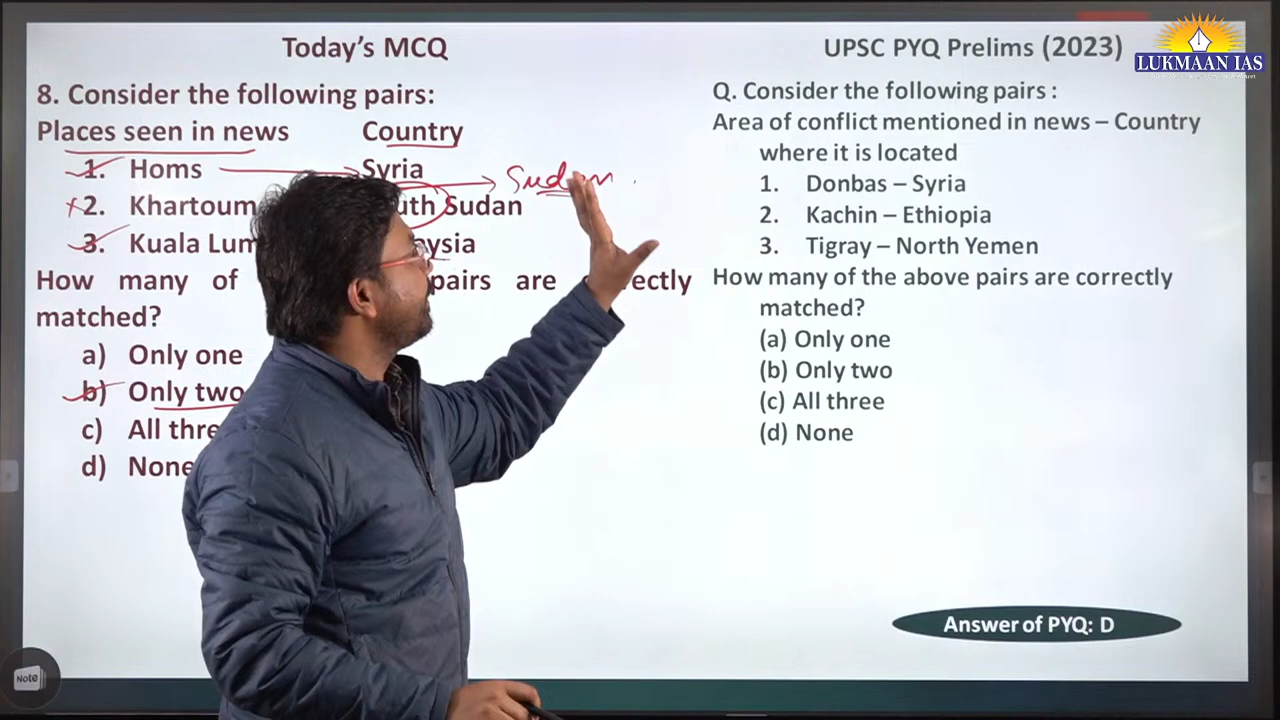 Today's MCQ
8. Consider the following pairs:
Places seen in news Country
1. Homs Syria
Sudan
2. Khartoum uth Sudan
3. Kuala Lum aysia
How many of pairs are rectly
matched?
a) Only one
b) Only two
c) All thre
d) None
UPSC PYQ Prelims (2023)
LUKMAAN IAS
Q. Consider the following pairs :
Area of conflict mentioned in news – Country
where it is located
1. Donbas – Syria
2. Kachin – Ethiopia
3. Tigray – North Yemen
How many of the above pairs are correctly
matched?
(a) Only one
(b) Only two
(c) All three
(d) None
Answer of PYQ: D
Note